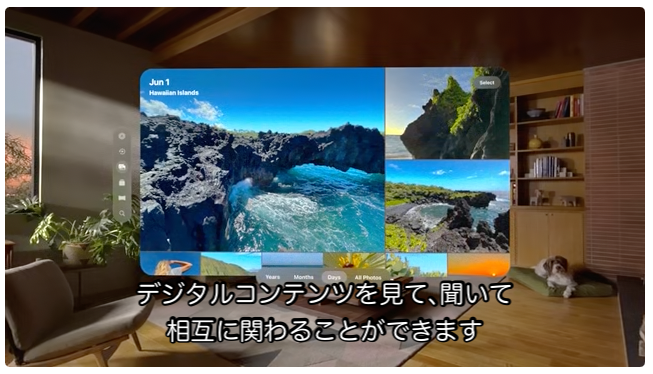 Jun 1
Select
Hawaiian Islands
Years Months Days All Photos
デジタルコンテンツを見て、聞いて
相互に関わることができます